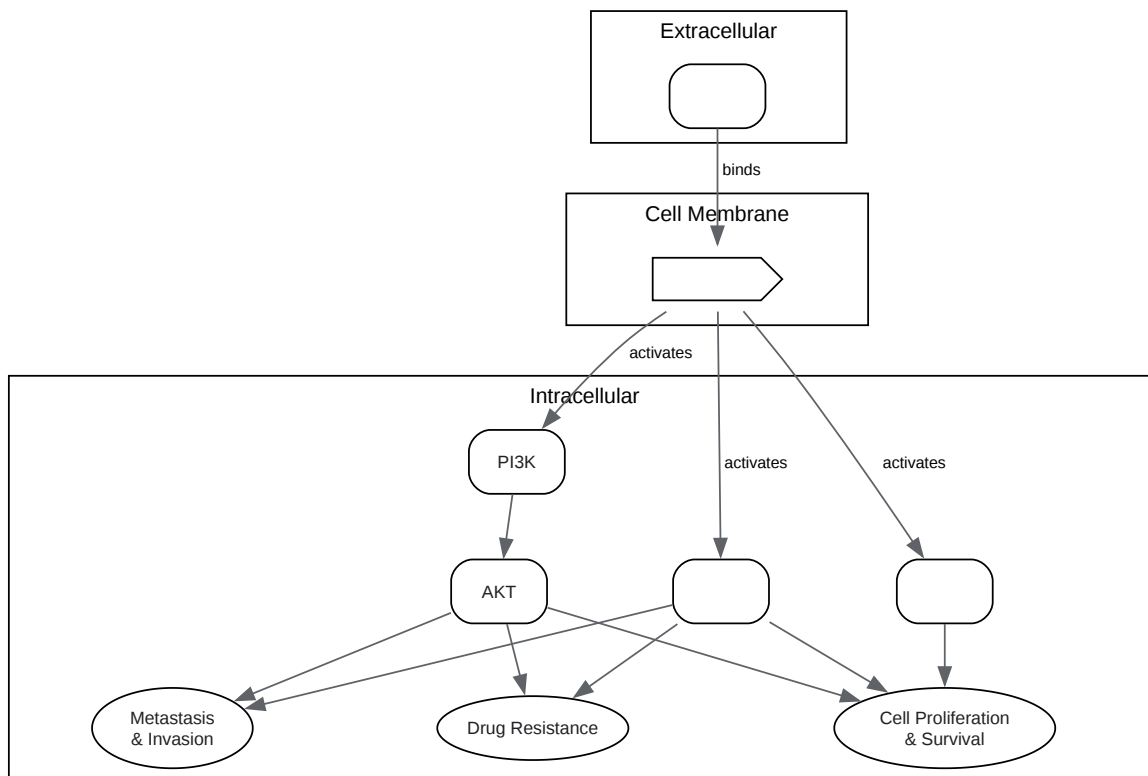 Extracellular
binds
Cell Membrane
activates
Intracellular
PI3K
activates
activates
AKT
Metastasis
& Invasion
Drug Resistance
Cell Proliferation
& Survival